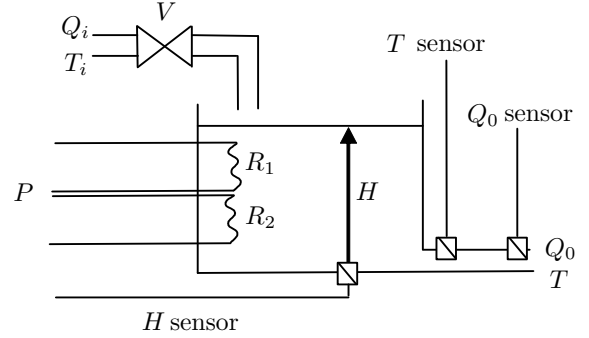 V
Q_i
T_i
T sensor
Q_0 sensor
R_1
P
H
R_2
Q_0
T
H sensor